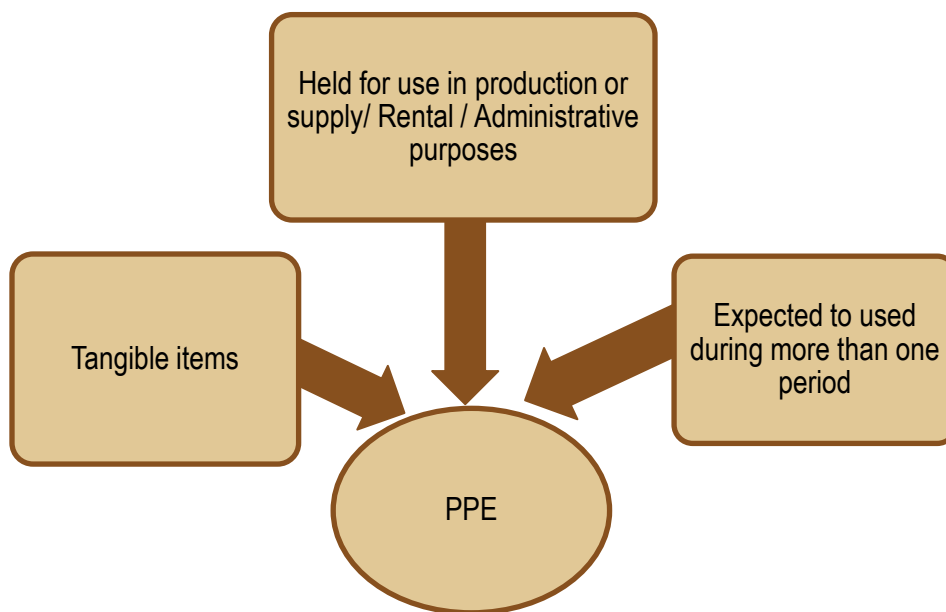 Held for use in production or
supply/ Rental / Administrative
purposes
Tangible items
Expected to used
during more than one
period
PPE